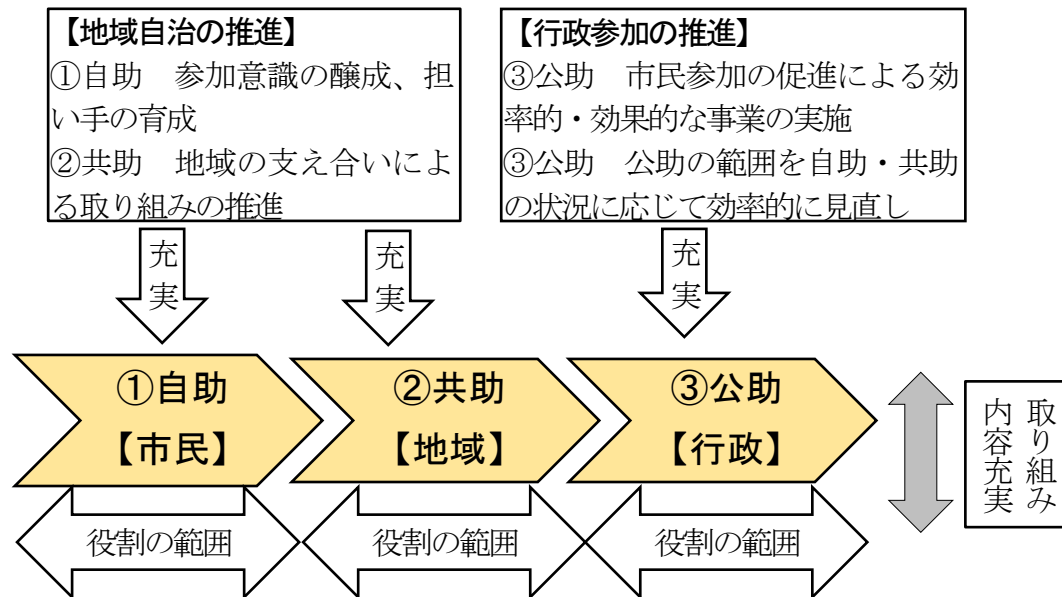 【地域自治の推進】
①自助　参加意識の醸成、担
い手の育成
②共助　地域の支え合いによ
る取り組みの推進
【行政参加の推進】
③公助　市民参加の促進による効
率的・効果的な事業の実施
③公助　公助の範囲を自助・共助
の状況に応じて効率的に見直し
充実
充実
充実
①自助
【市民】
②共助
【地域】
③公助
【行政】
取り組み
内容充実
役割の範囲
役割の範囲
役割の範囲